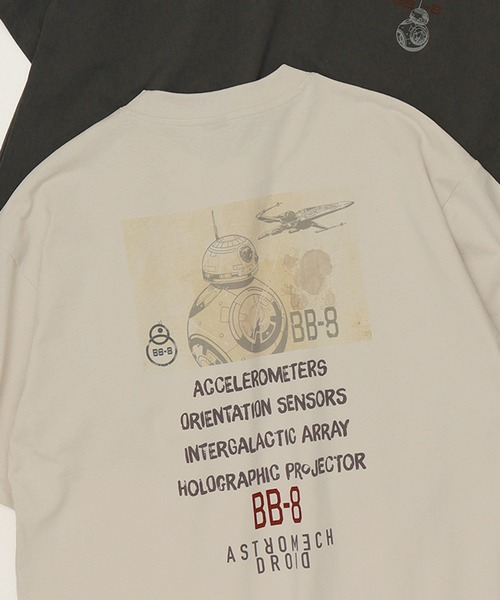 BB-8
BB-8
ACCELEROMETERS
ORIENTATION SENSORS
INTERGALACTIC ARRAY
HOLOGRAPHIC PROJECTOR
BB-8
ASTROMECH
DROID